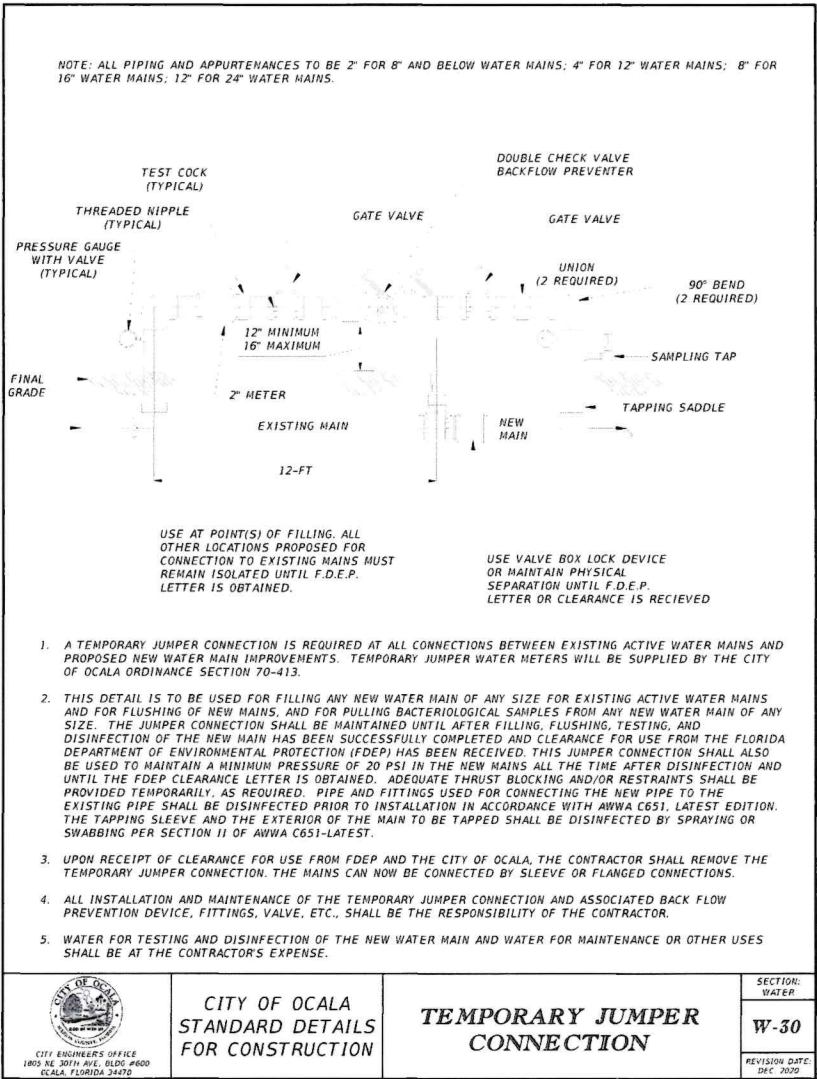 NOTE: ALL PIPING AND APPURTENANCES TO BE 2" FOR 8" AND BELOW WATER MAINS; 4" FOR 12" WATER MAINS; 8" FOR
16" WATER MAINS; 12" FOR 24" WATER MAINS.
DOUBLE CHECK VALVE
BACKFLOW PREVENTER
TEST COCK
(TYPICAL)
THREADED NIPPLE
(TYPICAL)
GATE VALVE
GATE VALVE
PRESSURE GAUGE
WITH VALVE
(TYPICAL)
UNION
(2 REQUIRED)
90° BEND
(2 REQUIRED)
12" MINIMUM
16" MAXIMUM
SAMPLING TAP
FINAL
GRADE
2" METER
TAPPING SADDLE
EXISTING MAIN
NEW
MAIN
12-FT
USE AT POINT(S) OF FILLING. ALL
OTHER LOCATIONS PROPOSED FOR
CONNECTION TO EXISTING MAINS MUST
REMAIN ISOLATED UNTIL F.D.E.P.
LETTER IS OBTAINED.
USE VALVE BOX LOCK DEVICE
OR MAINTAIN PHYSICAL
SEPARATION UNTIL F.D.E.P.
LETTER OR CLEARANCE IS RECIEVED
1. A TEMPORARY JUMPER CONNECTION IS REQUIRED AT ALL CONNECTIONS BETWEEN EXISTING ACTIVE WATER MAINS AND
PROPOSED NEW WATER MAIN IMPROVEMENTS. TEMPORARY JUMPER WATER METERS WILL BE SUPPLIED BY THE CITY
OF OCALA ORDINANCE SECTION 70-413.
2. THIS DETAIL IS TO BE USED FOR FILLING ANY NEW WATER MAIN OF ANY SIZE FOR EXISTING ACTIVE WATER MAINS
AND FOR FLUSHING OF NEW MAINS, AND FOR PULLING BACTERIOLOGICAL SAMPLES FROM ANY NEW WATER MAIN OF ANY
SIZE. THE JUMPER CONNECTION SHALL BE MAINTAINED UNTIL AFTER FILLING, FLUSHING, TESTING, AND
DISINFECTION OF THE NEW MAIN HAS BEEN SUCCESSFULLY COMPLETED AND CLEARANCE FOR USE FROM THE FLORIDA
DEPARTMENT OF ENVIRONMENTAL PROTECTION (FDEP) HAS BEEN RECEIVED. THIS JUMPER CONNECTION SHALL ALSO
BE USED TO MAINTAIN A MINIMUM PRESSURE OF 20 PSI IN THE NEW MAINS ALL THE TIME AFTER DISINFECTION AND
UNTIL THE FDEP CLEARANCE LETTER IS OBTAINED. ADEQUATE THRUST BLOCKING AND/OR RESTRAINTS SHALL BE
PROVIDED TEMPORARILY, AS REQUIRED. PIPE AND FITTINGS USED FOR CONNECTING THE NEW PIPE TO THE
EXISTING PIPE SHALL BE DISINFECTED PRIOR TO INSTALLATION IN ACCORDANCE WITH AWWA C651, LATEST EDITION.
THE TAPPING SLEEVE AND THE EXTERIOR OF THE MAIN TO BE TAPPED SHALL BE DISINFECTED BY SPRAYING OR
SWABBING PER SECTION II OF AWWA C651-LATEST.
3. UPON RECEIPT OF CLEARANCE FOR USE FROM FDEP AND THE CITY OF OCALA, THE CONTRACTOR SHALL REMOVE THE
TEMPORARY JUMPER CONNECTION. THE MAINS CAN NOW BE CONNECTED BY SLEEVE OR FLANGED CONNECTIONS.
4. ALL INSTALLATION AND MAINTENANCE OF THE TEMPORARY JUMPER CONNECTION AND ASSOCIATED BACK FLOW
PREVENTION DEVICE, FITTINGS, VALVE, ETC., SHALL BE THE RESPONSIBILITY OF THE CONTRACTOR.
5. WATER FOR TESTING AND DISINFECTION OF THE NEW WATER MAIN AND WATER FOR MAINTENANCE OR OTHER USES
SHALL BE AT THE CONTRACTOR'S EXPENSE.
CITY OF OCALA
CITY ENGINEER'S OFFICE
1805 NE 30TH AVE, BLDG #600
OCALA, FLORIDA 34470
CITY OF OCALA
STANDARD DETAILS
FOR CONSTRUCTION
TEMPORARY JUMPER
CONNECTION
SECTION:
WATER
W-30
REVISION DATE:
DEC 2020